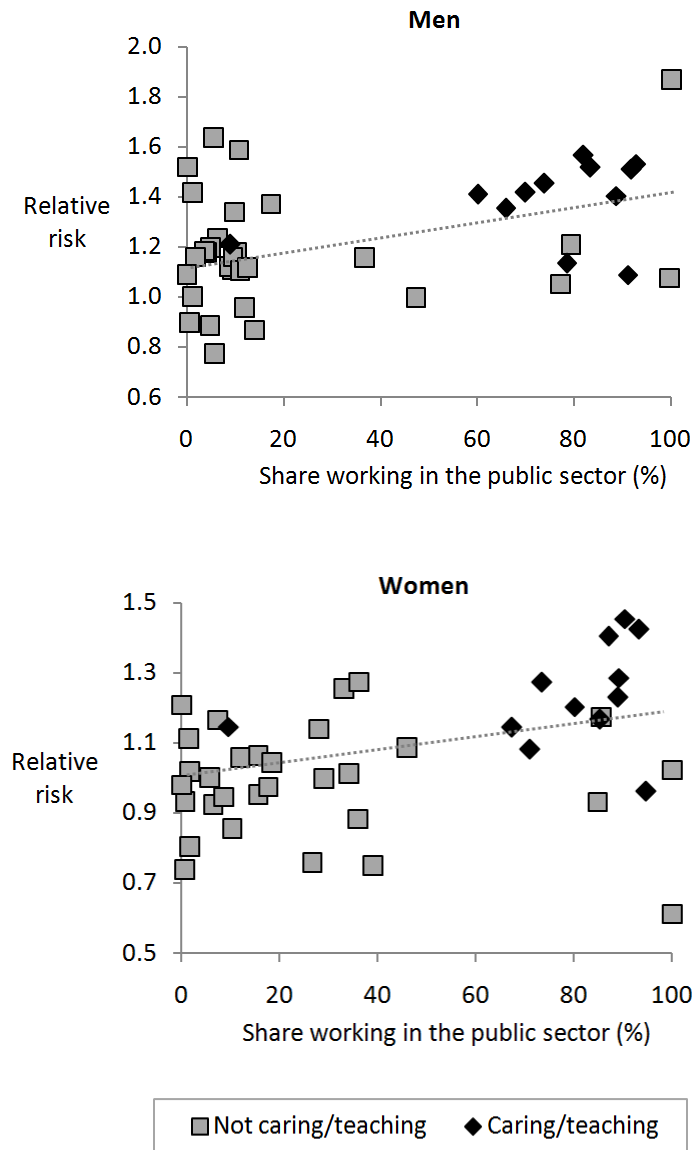 Men
2.0
1.8
1.6
1.4
Relative
risk
1.2
1.0
0.8
0.6
0 20 40 60 80 100
Share working in the public sector (%)
Women
1.5
1.3
1.1
Relative
risk
0.9
0.7
0.5
0 20 40 60 80 100
Share working in the public sector (%)
Not caring/teaching Caring/teaching